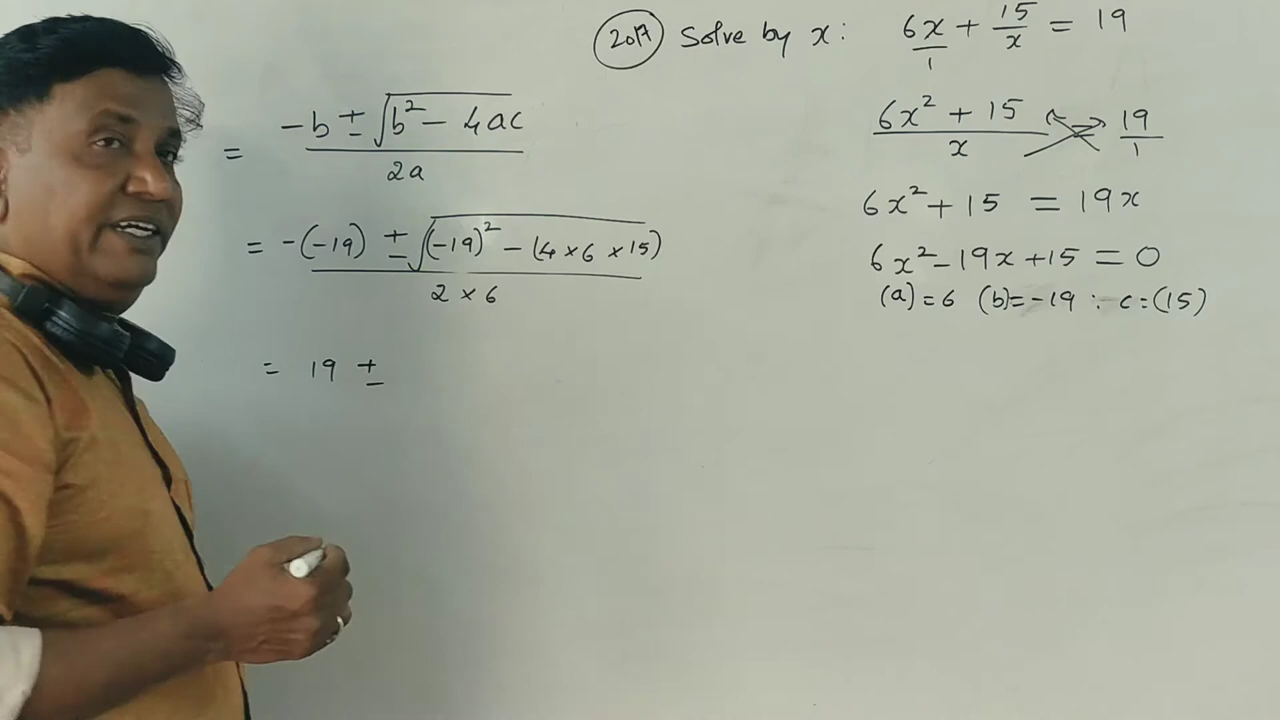 2017 Solve by x: 6x/1 + 15/x = 19
(6x² + 15)/x 19/1
6x² + 15 = 19x
6x² - 19x + 15 = 0
(a) = 6 (b) = -19 : c = (15)
= (-b ± √(b² - 4ac))/2a
= (-(-19) ± √((-19)² - (4 × 6 × 15)))/(2 × 6)
= 19 ±